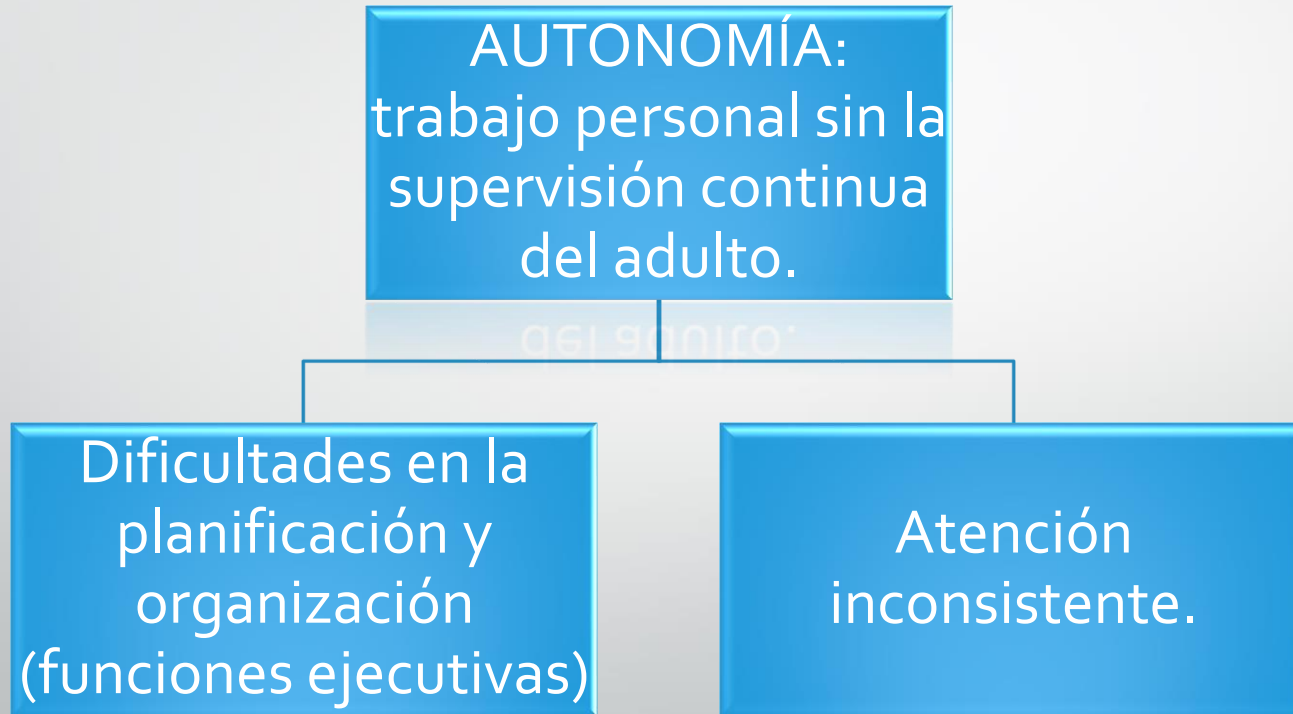 AUTONOMÍA:
trabajo personal sin la
supervisión continua
del adulto.
Dificultades en la
planificación y
organización
(funciones ejecutivas)
Atención
inconsistente.